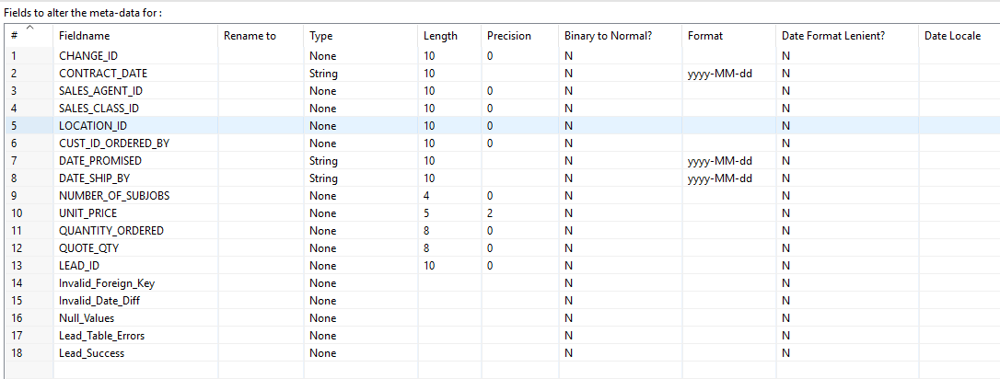 Fields to alter the meta-data for :
# Fieldname Rename to Type Length Precision Binary to Normal? Format Date Format Lenient? Date Locale
1 CHANGE_ID None 10 0 N N
2 CONTRACT_DATE String 10 N yyyy-MM-dd N
3 SALES_AGENT_ID None 10 0 N N
4 SALES_CLASS_ID None 10 0 N N
5 LOCATION_ID None 10 0 N N
6 CUST_ID_ORDERED_BY None 10 0 N N
7 DATE_PROMISED String 10 N yyyy-MM-dd N
8 DATE_SHIP_BY String 10 N yyyy-MM-dd N
9 NUMBER_OF_SUBJOBS None 4 0 N N
10 UNIT_PRICE None 5 2 N N
11 QUANTITY_ORDERED None 8 0 N N
12 QUOTE_QTY None 8 0 N N
13 LEAD_ID None 10 0 N N
14 Invalid_Foreign_Key None N N
15 Invalid_Date_Diff None N N
16 Null_Values None N N
17 Lead_Table_Errors None N N
18 Lead_Success None N N